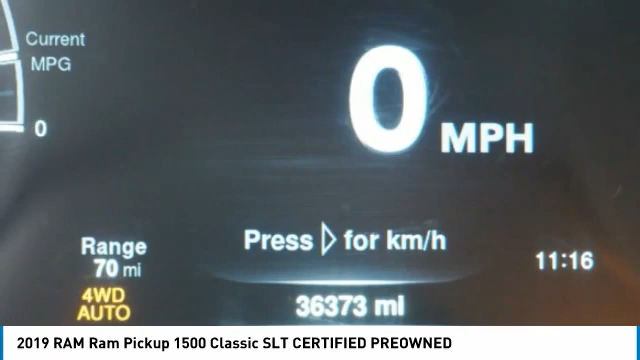 Current
MPG
0
0 MPH
Press ▷ for km/h
Range
70 mi
11:16
4WD
AUTO
36373 mi
2019 RAM Ram Pickup 1500 Classic SLT CERTIFIED PREOWNED